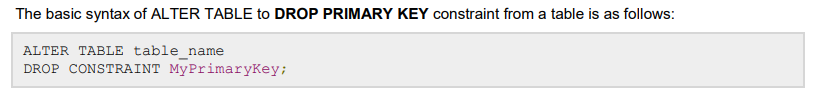 The basic syntax of ALTER TABLE to DROP PRIMARY KEY constraint from a table is as follows:
ALTER TABLE table_name
DROP CONSTRAINT MyPrimaryKey;